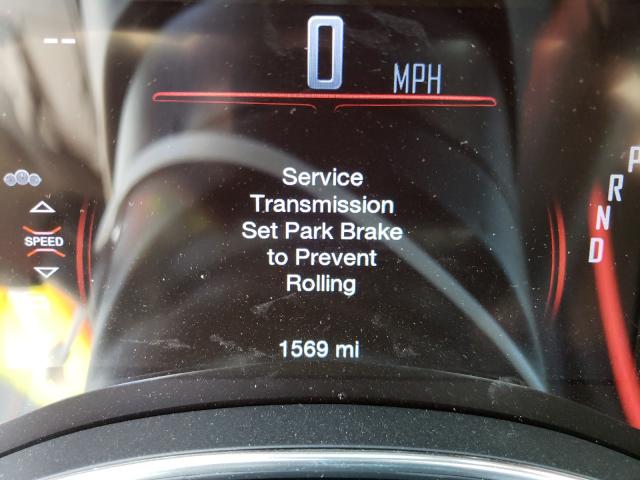 --
0 MPH
Service
Transmission
Set Park Brake
to Prevent
Rolling
1569 mi
SPEED
P
R
N
D